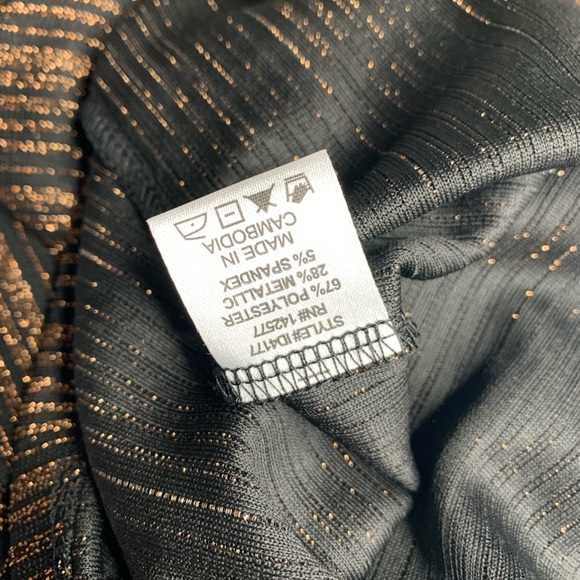 STYLE#ID4177
RN# 142577
67% POLYESTER
28% METALLIC
5% SPANDEX
MADE IN
CAMBODIA